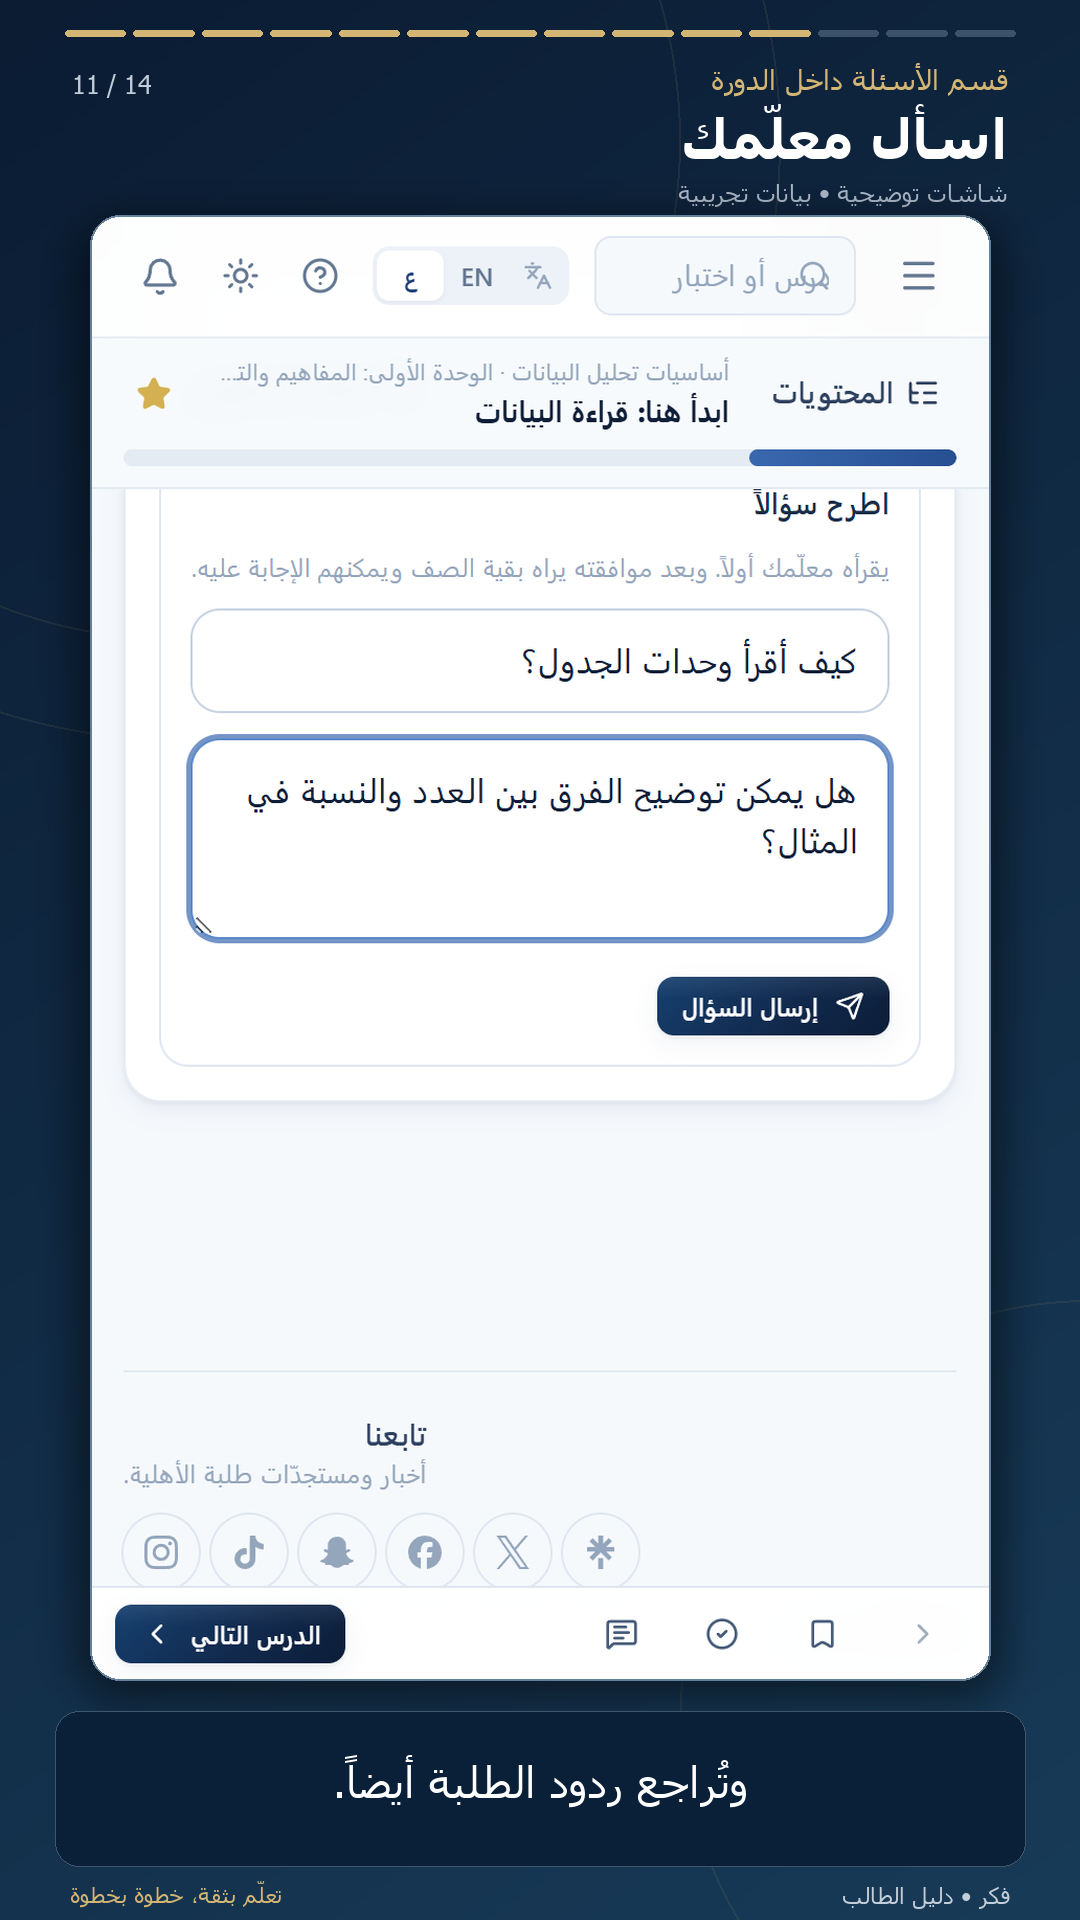 11 / 14
قسم الأسئلة داخل الدورة
اسأل معلّمك
شاشات توضيحية • بيانات تجريبية
أو اختبار
EN
ع
المحتويات
أساسيات تحليل البيانات · الوحدة الأولى: المفاهيم والتـ...
ابدأ هنا: قراءة البيانات
اطرح سؤالاً
يقرأه معلّمك أولاً. وبعد موافقته يراه بقية الصف ويمكنهم الإجابة عليه.
كيف أقرأ وحدات الجدول؟
هل يمكن توضيح الفرق بين العدد والنسبة في
المثال؟
إرسال السؤال
تابعنا
أخبار ومستجدّات طلبة الأهلية.
الدرس التالي
وتُراجع ردود الطلبة أيضاً.
فكر • دليل الطالب
تعلّم بثقة، خطوة بخطوة